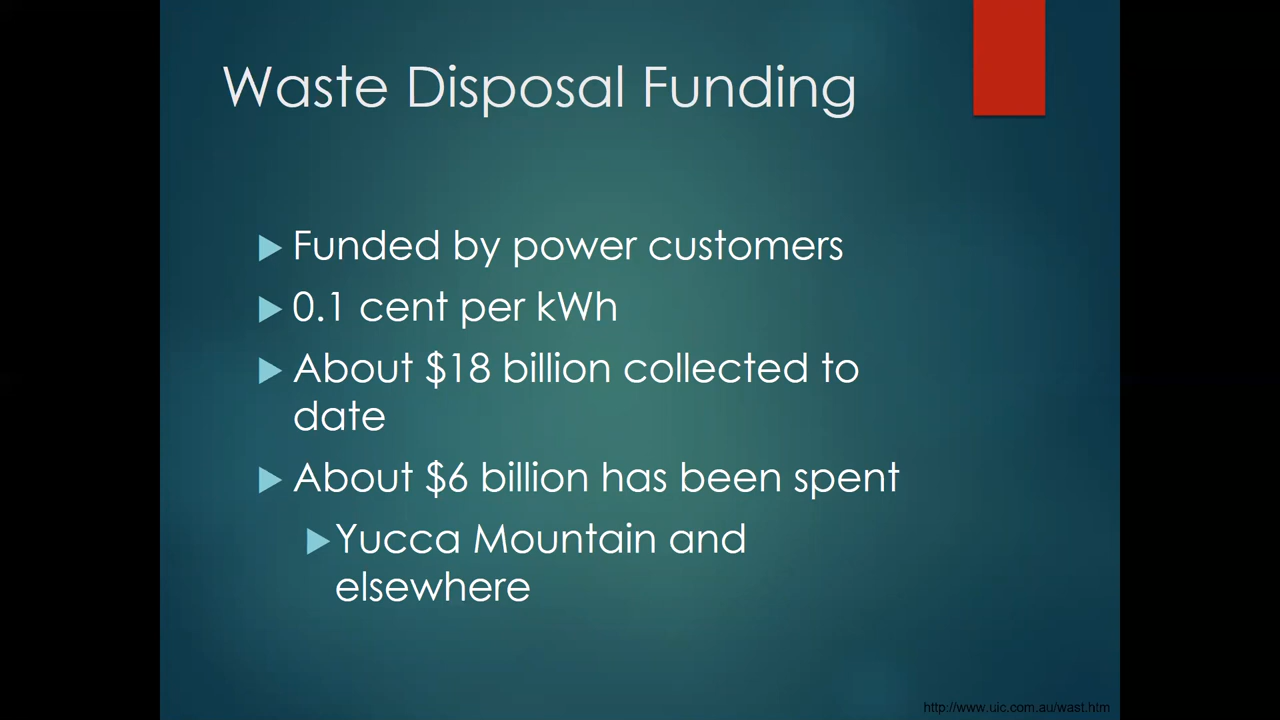 Waste Disposal Funding
Funded by power customers
0.1 cent per kWh
About $18 billion collected to
date
About $6 billion has been spent
Yucca Mountain and
elsewhere
http://www.uic.com.au/wast.htm